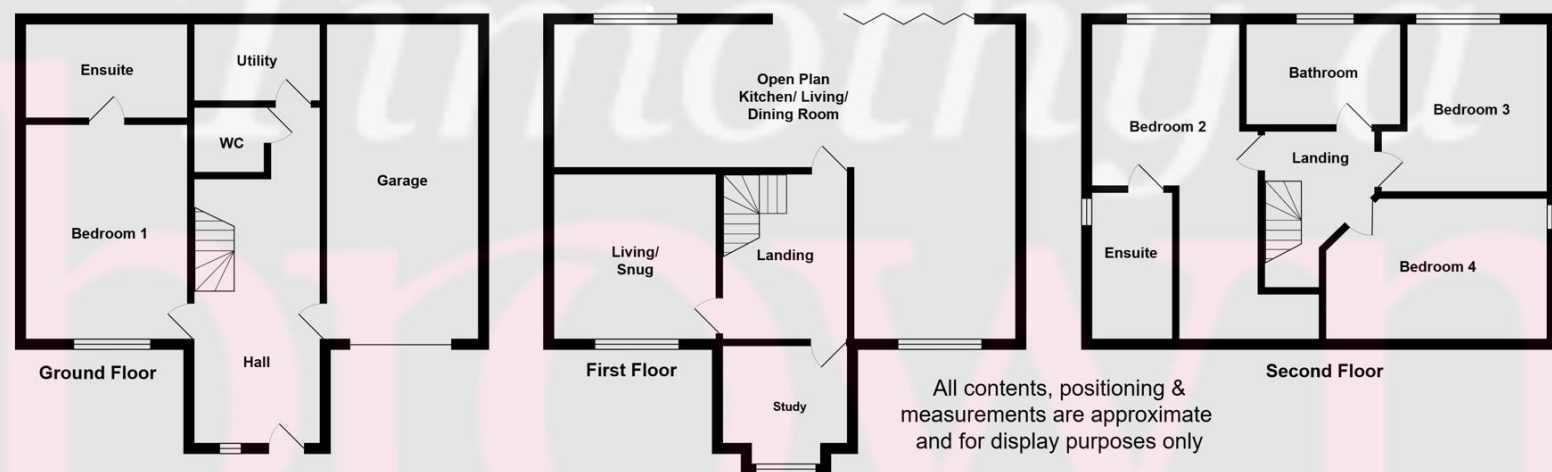 Timothy a
brown
Ensuite
Utility
WC
Garage
Bedroom 1
Hall
Ground Floor
Open Plan
Kitchen/ Living/
Dining Room
Living/
Snug
Landing
Study
First Floor
Bedroom 2
Bathroom
Bedroom 3
Landing
Ensuite
Bedroom 4
Second Floor
All contents, positioning &
measurements are approximate
and for display purposes only